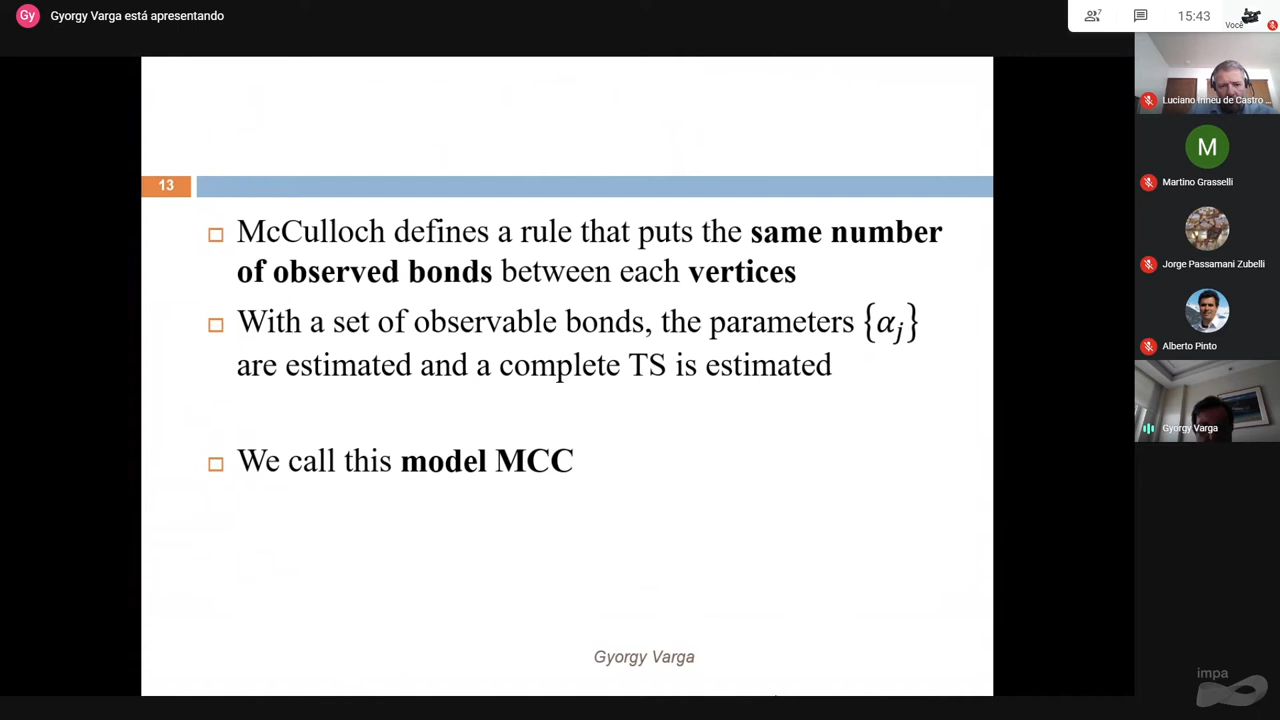 Gy
Gyorgy Varga está apresentando
7
15:43
Você
Luciano Irineu de Castro ...
M
Martino Grasselli
Jorge Passamani Zubelli
Alberto Pinto
Gyorgy Varga
13
McCulloch defines a rule that puts the same number
of observed bonds between each vertices
With a set of observable bonds, the parameters {αⱼ}
are estimated and a complete TS is estimated
We call this model MCC
Gyorgy Varga
impa